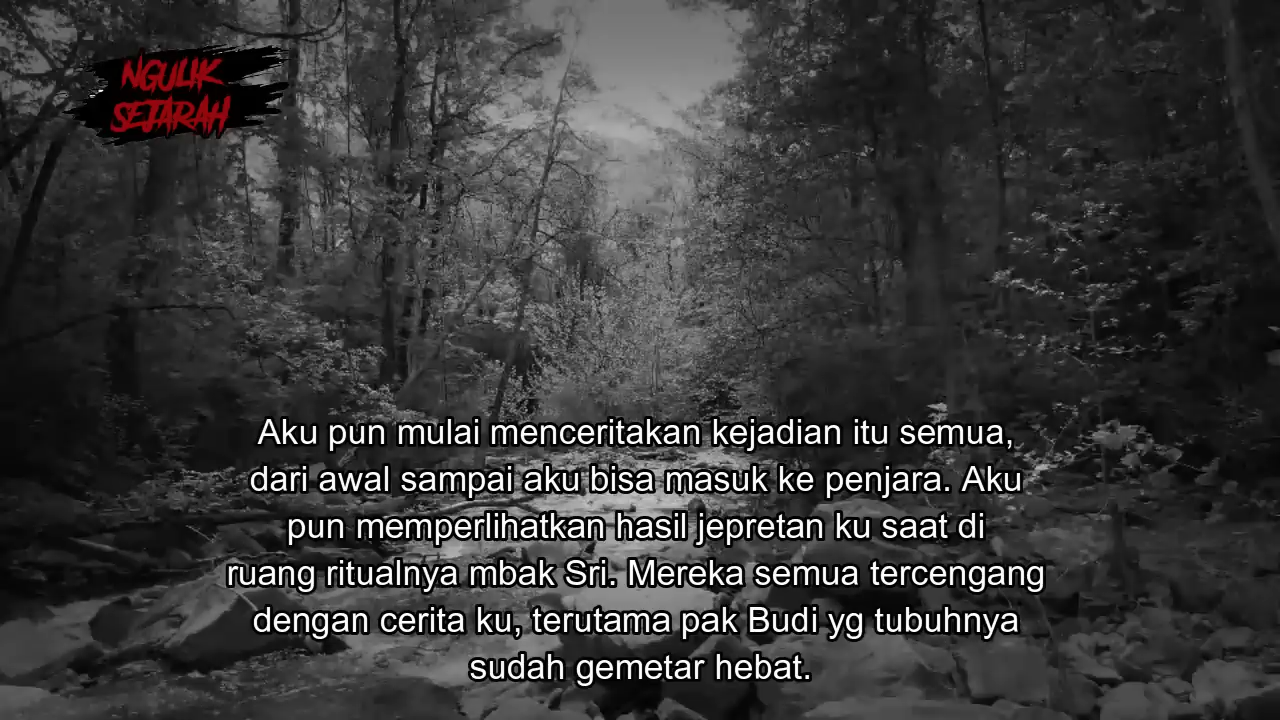 NGULIK
SEJARAH
Aku pun mulai menceritakan kejadian itu semua,
dari awal sampai aku bisa masuk ke penjara. Aku
pun memperlihatkan hasil jepretan ku saat di
ruang ritualnya mbak Sri. Mereka semua tercengang
dengan cerita ku, terutama pak Budi yg tubuhnya
sudah gemetar hebat.